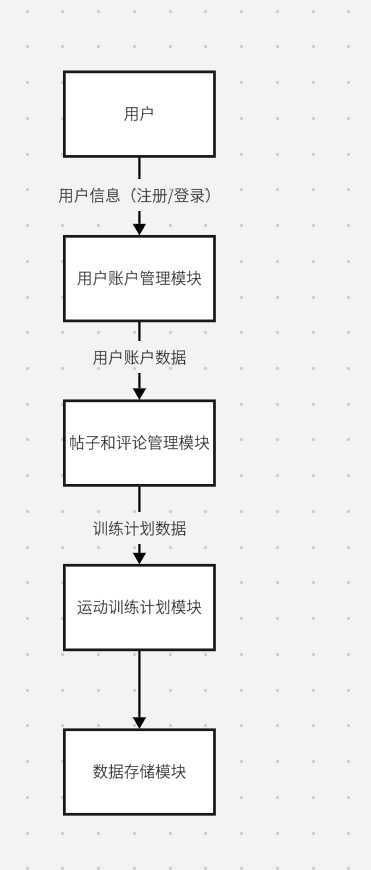 用户
用户信息（注册/登录）
用户账户管理模块
用户账户数据
帖子和评论管理模块
训练计划数据
运动训练计划模块
数据存储模块